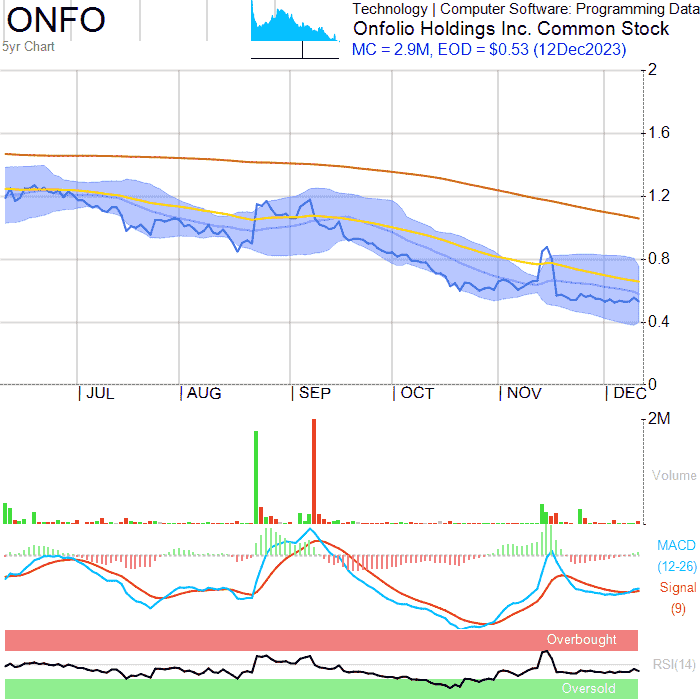 ONFO
5yr Chart
Technology | Computer Software: Programming Data
Onfolio Holdings Inc. Common Stock
MC = 2.9M, EOD = $0.53 (12Dec2023)
2
1.6
1.2
0.8
0.4
0
JUL AUG SEP OCT NOV DEC
2M
Volume
MACD
(12-26)
Signal
(9)
Overbought
RSI(14)
Oversold